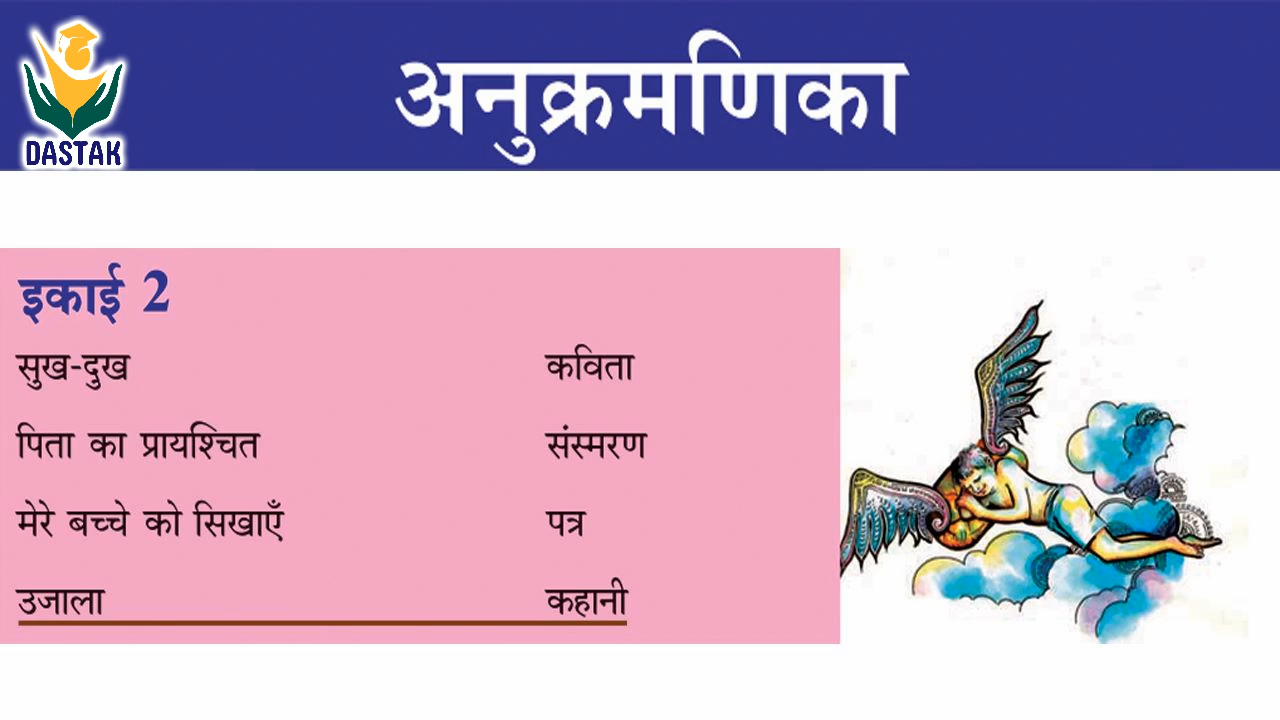 DASTAK
अनुक्रमणिका
इकाई 2
सुख-दुख कविता
पिता का प्रायश्चित संस्मरण
मेरे बच्चे को सिखाएँ पत्र
उजाला कहानी